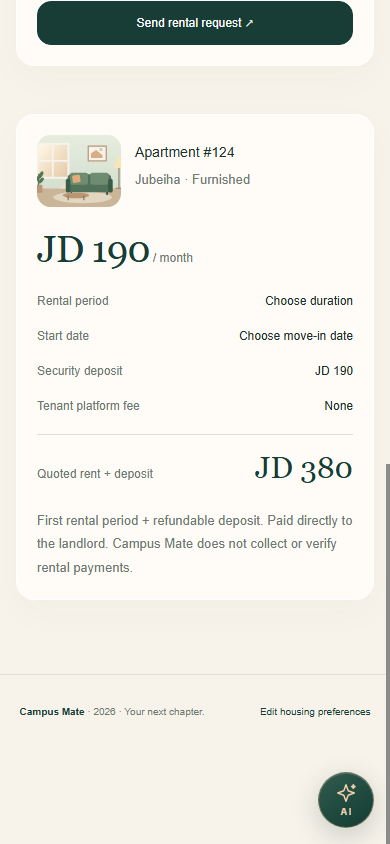 Send rental request ↗
Apartment #124
Jubeiha · Furnished
JD 190 / month
Rental period Choose duration
Start date Choose move-in date
Security deposit JD 190
Tenant platform fee None
Quoted rent + deposit JD 380
First rental period + refundable deposit. Paid directly to
the landlord. Campus Mate does not collect or verify
rental payments.
Campus Mate · 2026 · Your next chapter. Edit housing preferences
AI